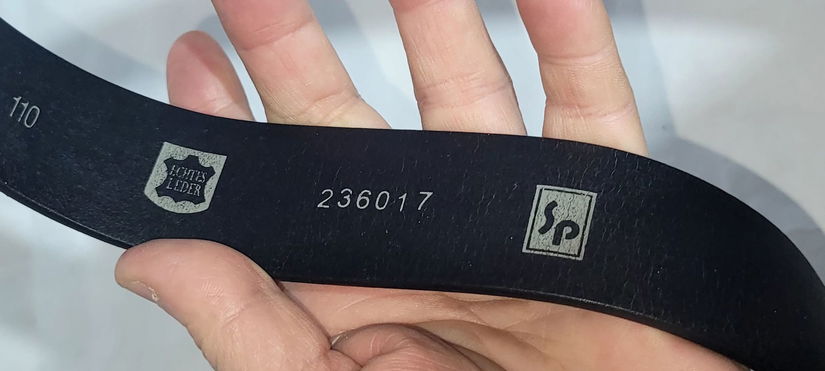 110
ECHTES
LEDER
236017
SP